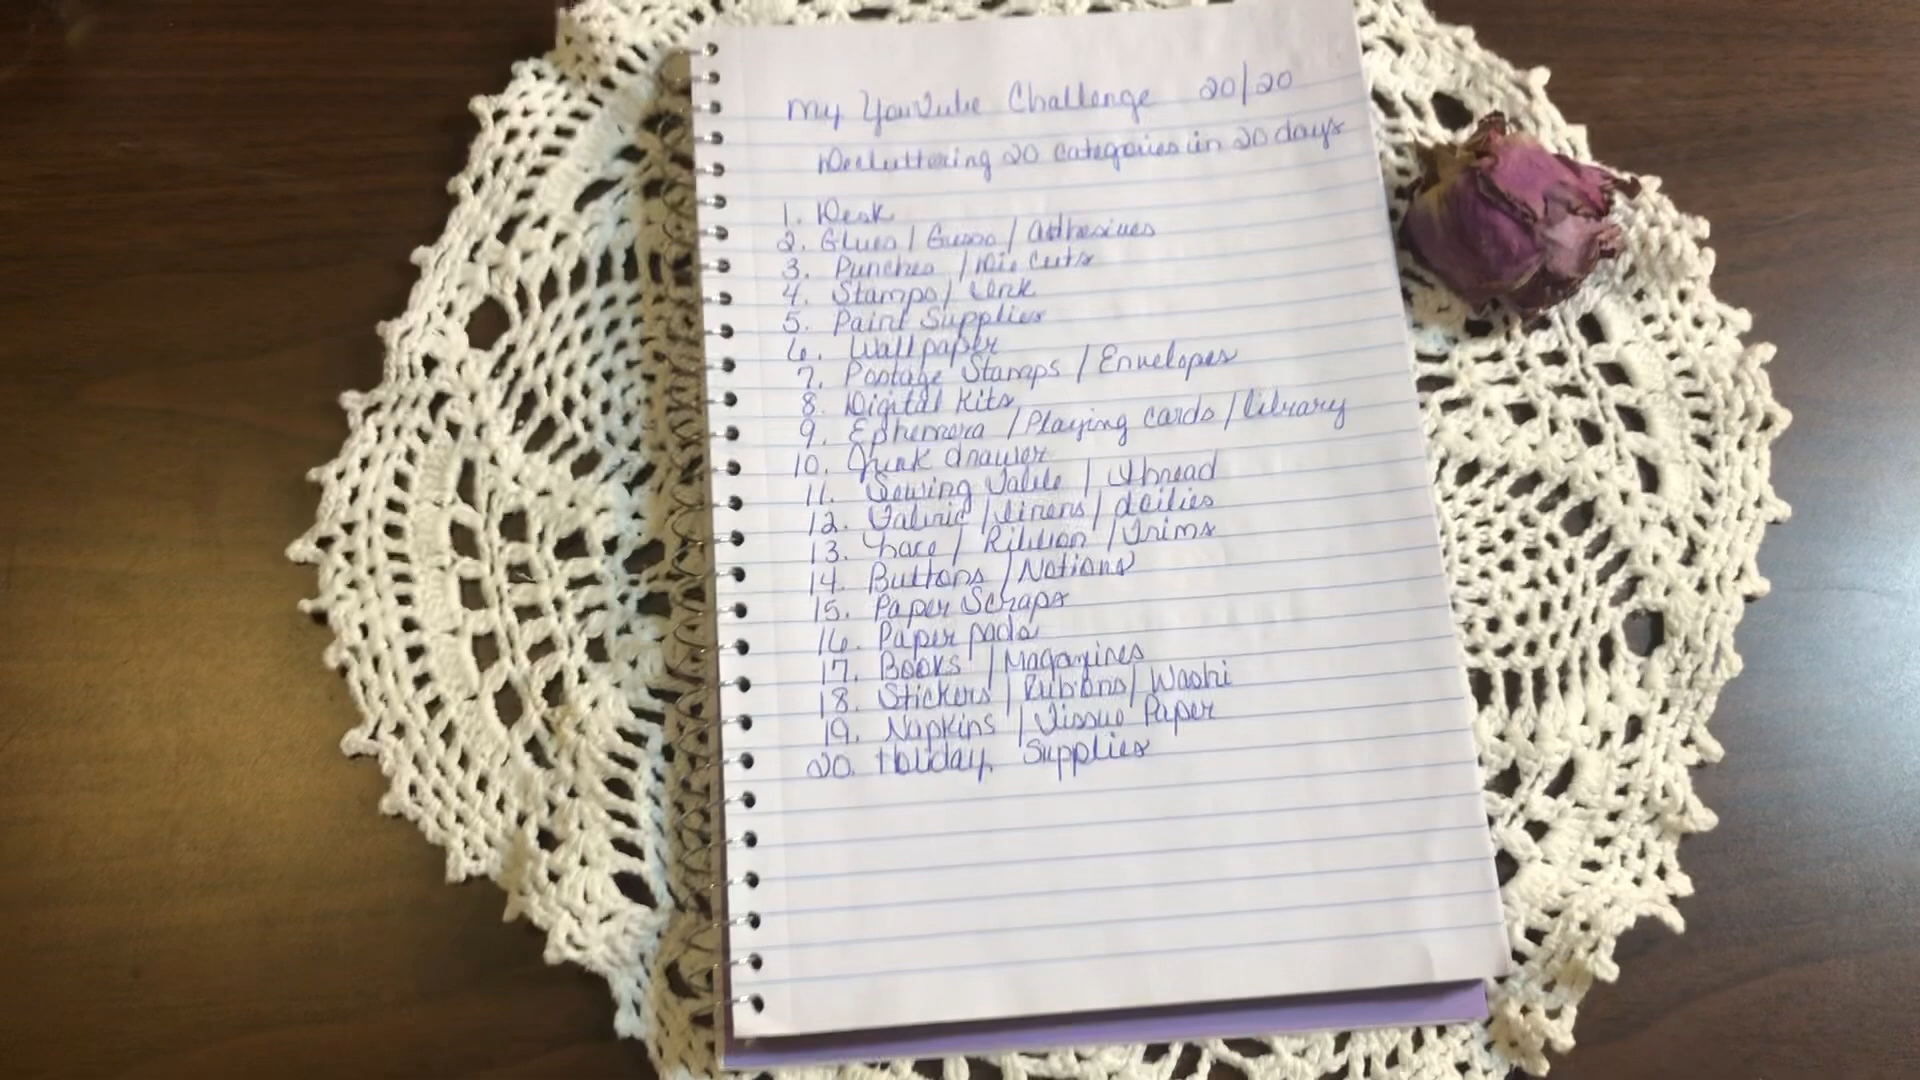 My YouTube Challenge 20/20
Decluttering 20 categories in 20 days
1. Desk
2. Glues / Gesso / Adhesives
3. Punches / Die Cuts
4. Stamps / Ink
5. Paint Supplies
6. Wallpaper
7. Postage Stamps / Envelopes
8. Digital Kits
9. Ephemera / Playing cards / library
10. Junk drawer
11. Sewing Table / Thread
12. Fabric / Linens / doilies
13. Lace / Ribbon / Trims
14. Buttons / Notions
15. Paper Scraps
16. Paper pads
17. Books / Magazines
18. Stickers / Rubons / Washi
19. Napkins / Tissue Paper
20. Holiday Supplies